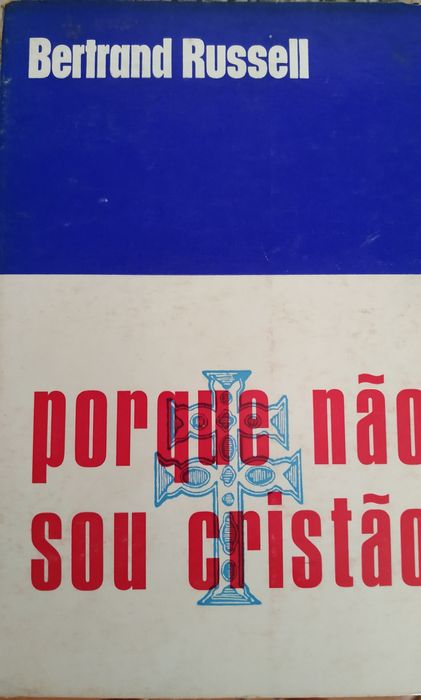 Bertrand Russell
porque não
sou cristão